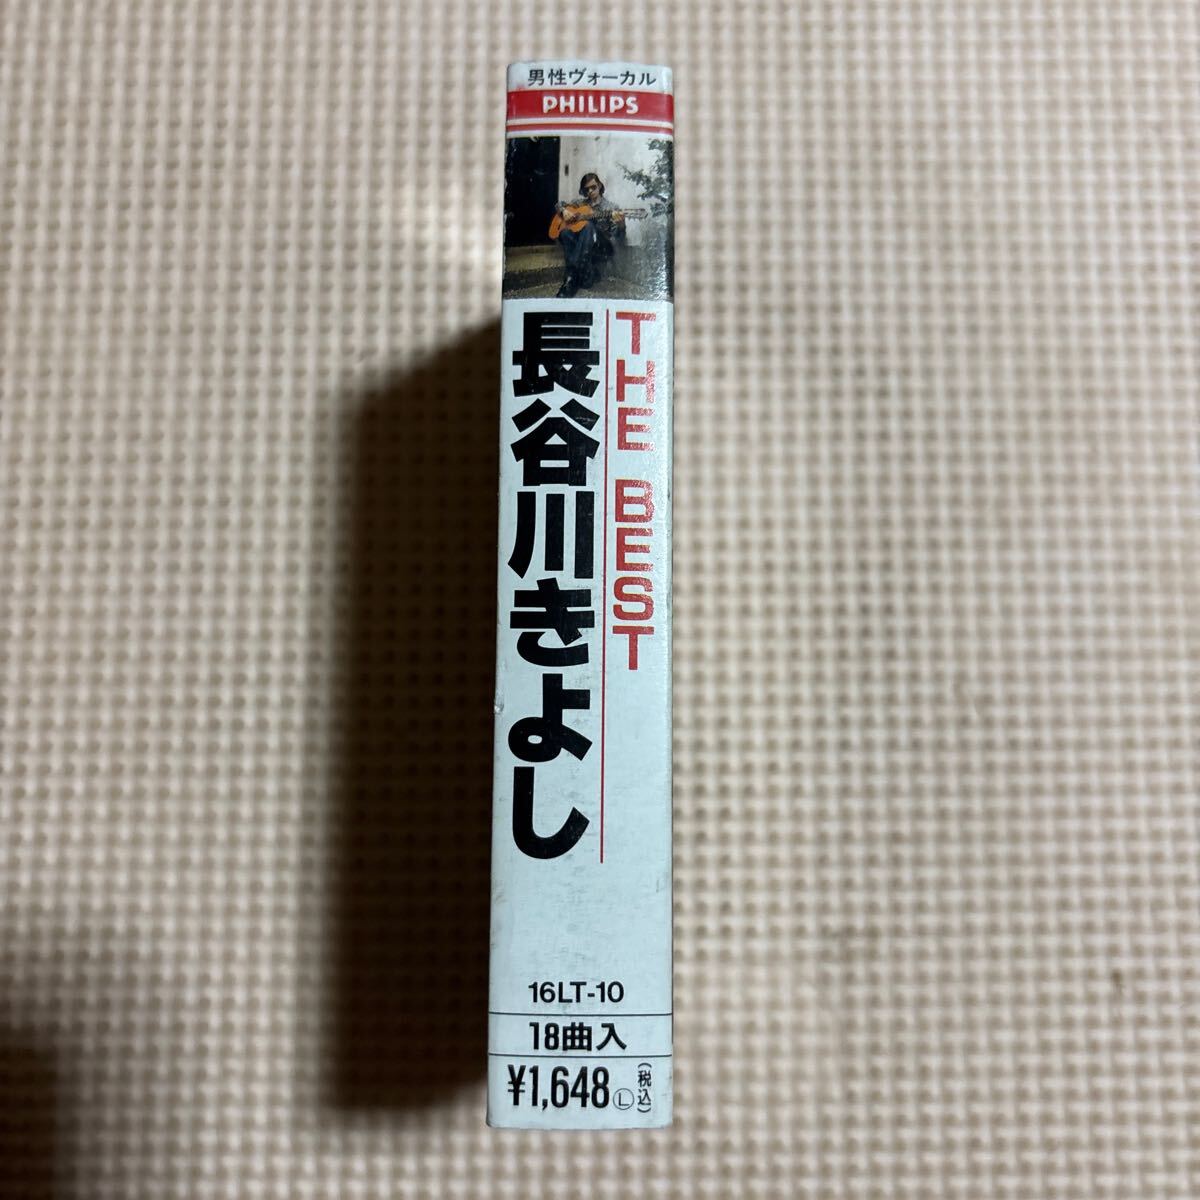 男性ヴォーカル
PHILIPS
THE BEST
長谷川きよし
16LT-10
18曲入
¥1,648Ⓛ(税込)